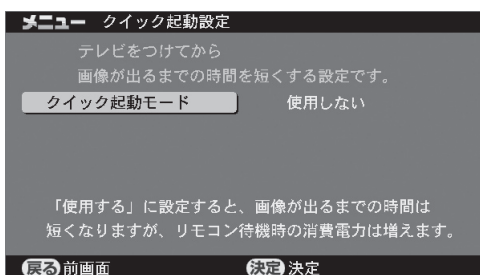 メニュー クイック起動設定
テレビをつけてから
画像が出るまでの時間を短くする設定です。
クイック起動モード 使用しない
「使用する」に設定すると、画像が出るまでの時間は
短くなりますが、リモコン待機時の消費電力は増えます。
戻る 前画面 決定 決定